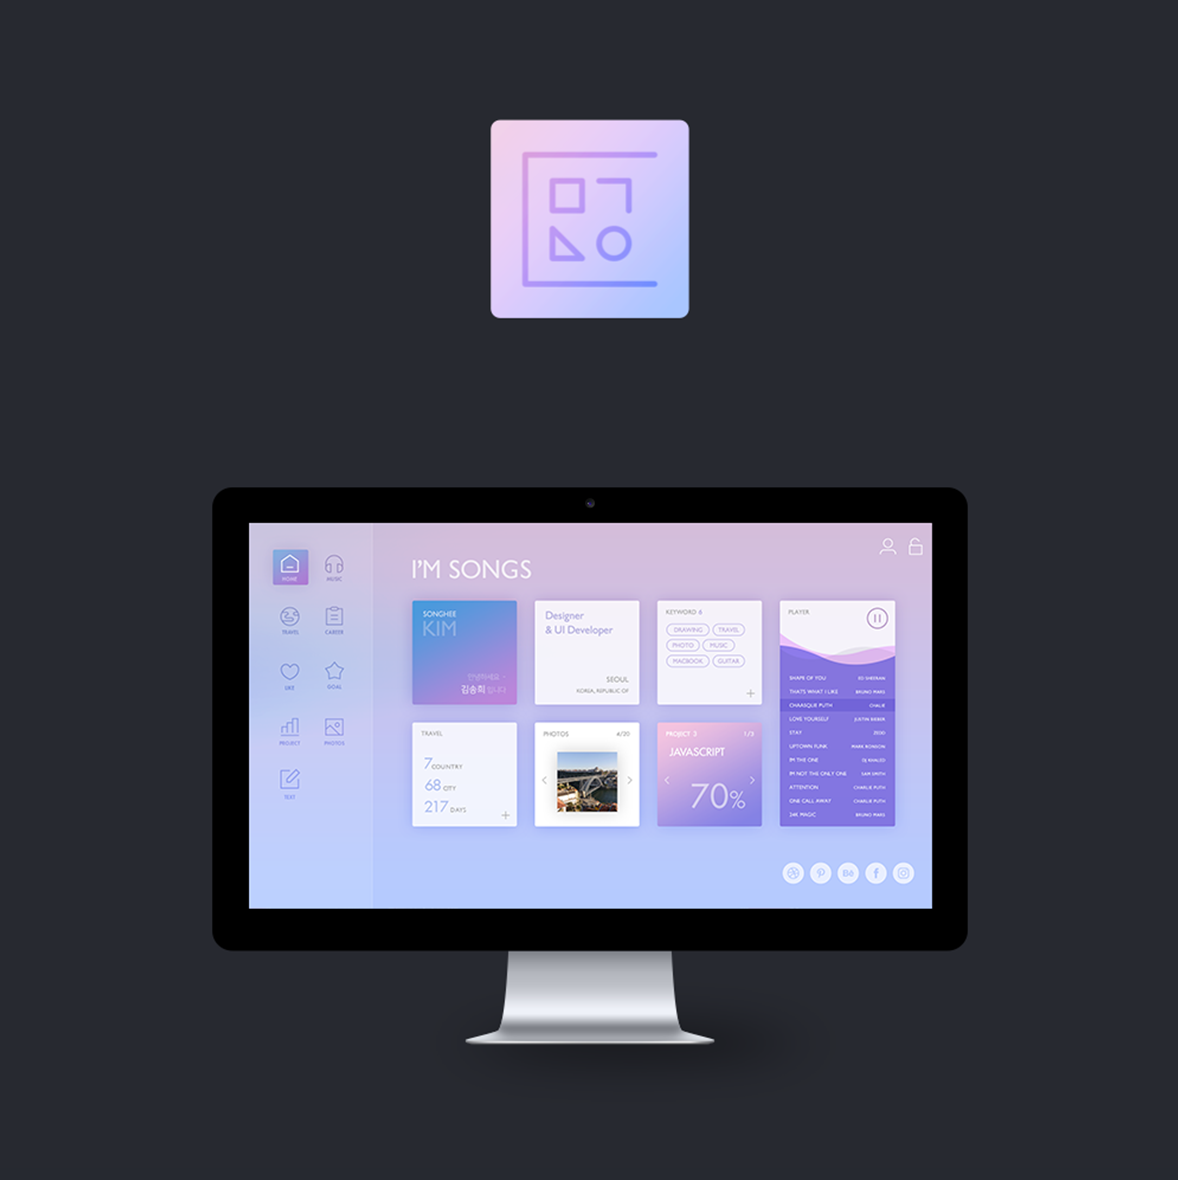 I'M SONGS
HOME
MUSIC
TRAVEL
CAREER
LIKE
GOAL
PROJECT
PHOTOS
TEXT
SONGHEE
KIM
안녕하세요 ~
김송희 입니다
Designer
& UI Developer
SEOUL
KOREA, REPUBLIC OF
KEYWORD 6
DRAWING
TRAVEL
PHOTO
MUSIC
MACBOOK
GUITAR
+
PLAYER
SHAPE OF YOU ED SHEERAN
THAT'S WHAT I LIKE BRUNO MARS
CHAASQUE PUTH CHALIE
LOVE YOURSELF JUSTIN BIEBER
STAY ZEDD
UPTOWN FUNK MARK RONSON
I'M THE ONE DJ KHALED
I'M NOT THE ONLY ONE SAM SMITH
ATTENTION CHARLIE PUTH
ONE CALL AWAY CHARLIE PUTH
24K MAGIC BRUNO MARS
TRAVEL
7 COUNTRY
68 CITY
217 DAYS
+
PHOTOS 4/20
PROJECT 3 1/3
JAVASCRIPT
70%
Bē
f